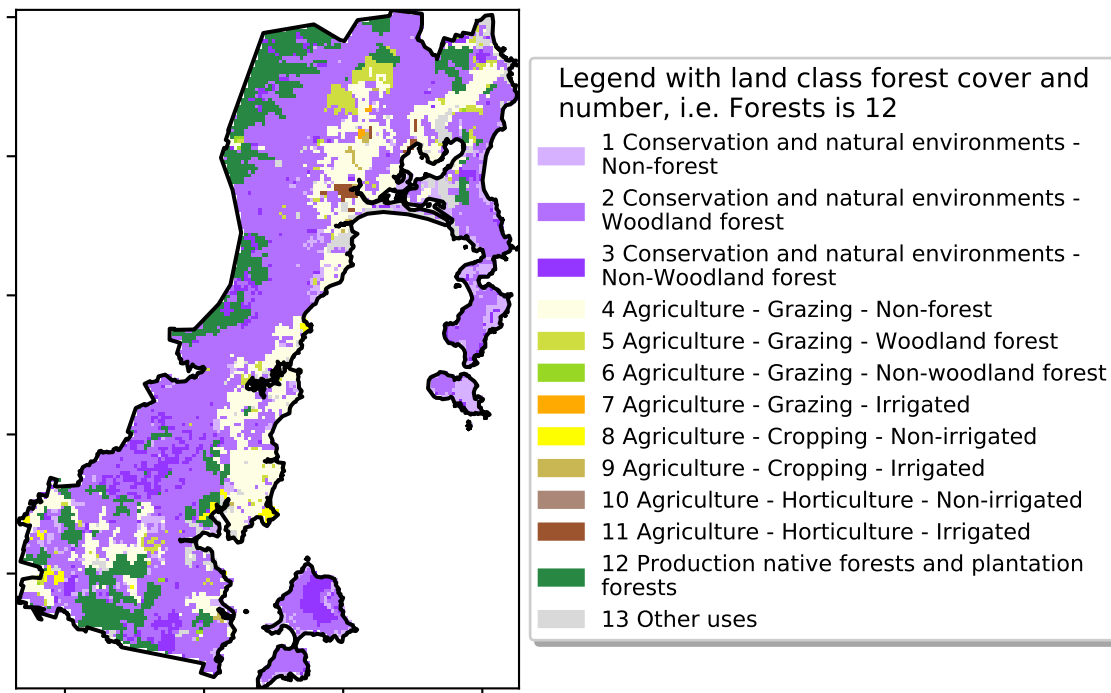 Legend with land class forest cover and
number, i.e. Forests is 12
1 Conservation and natural environments -
Non-forest
2 Conservation and natural environments -
Woodland forest
3 Conservation and natural environments -
Non-Woodland forest
4 Agriculture - Grazing - Non-forest
5 Agriculture - Grazing - Woodland forest
6 Agriculture - Grazing - Non-woodland forest
7 Agriculture - Grazing - Irrigated
8 Agriculture - Cropping - Non-irrigated
9 Agriculture - Cropping - Irrigated
10 Agriculture - Horticulture - Non-irrigated
11 Agriculture - Horticulture - Irrigated
12 Production native forests and plantation
forests
13 Other uses